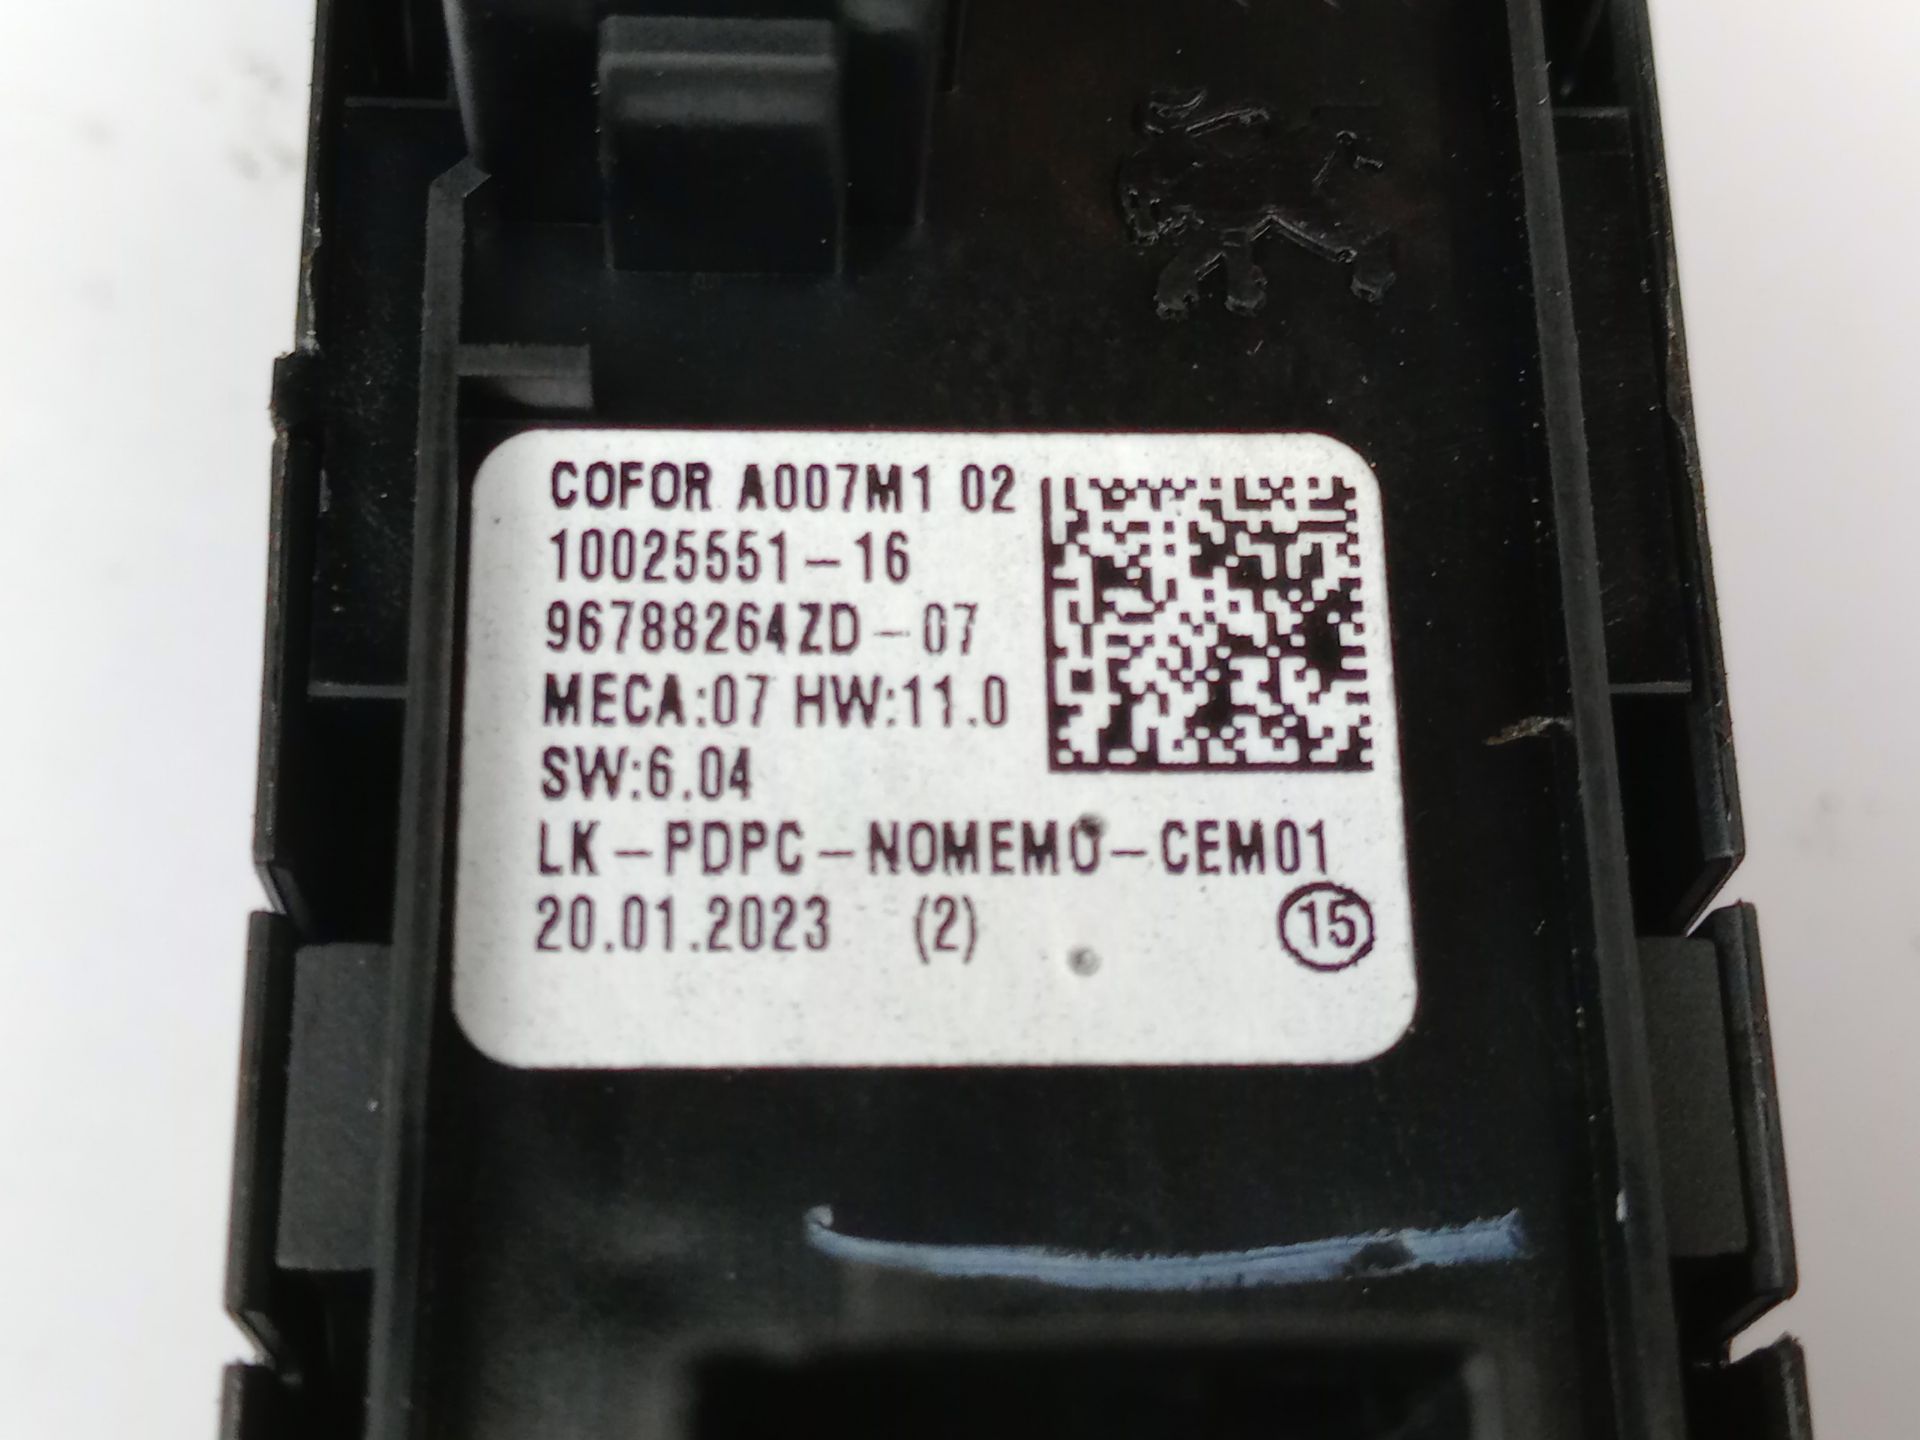 COFOR A007M1 02
10025551-16
96788264ZD-07
MECA:07 HW:11.0
SW:6.04
LK-PDPC-NOMEMO-CEM01
20.01.2023 (2) 15